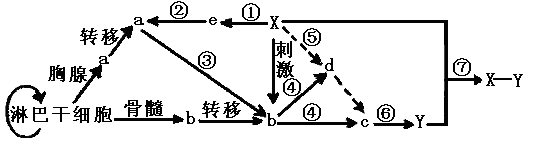 a ② e ① X
转移 ⑤
刺激
胸腺 a ③ d ⑦ X—Y
④
淋巴干细胞 骨髓 b 转移 b ④ c ⑥ Y